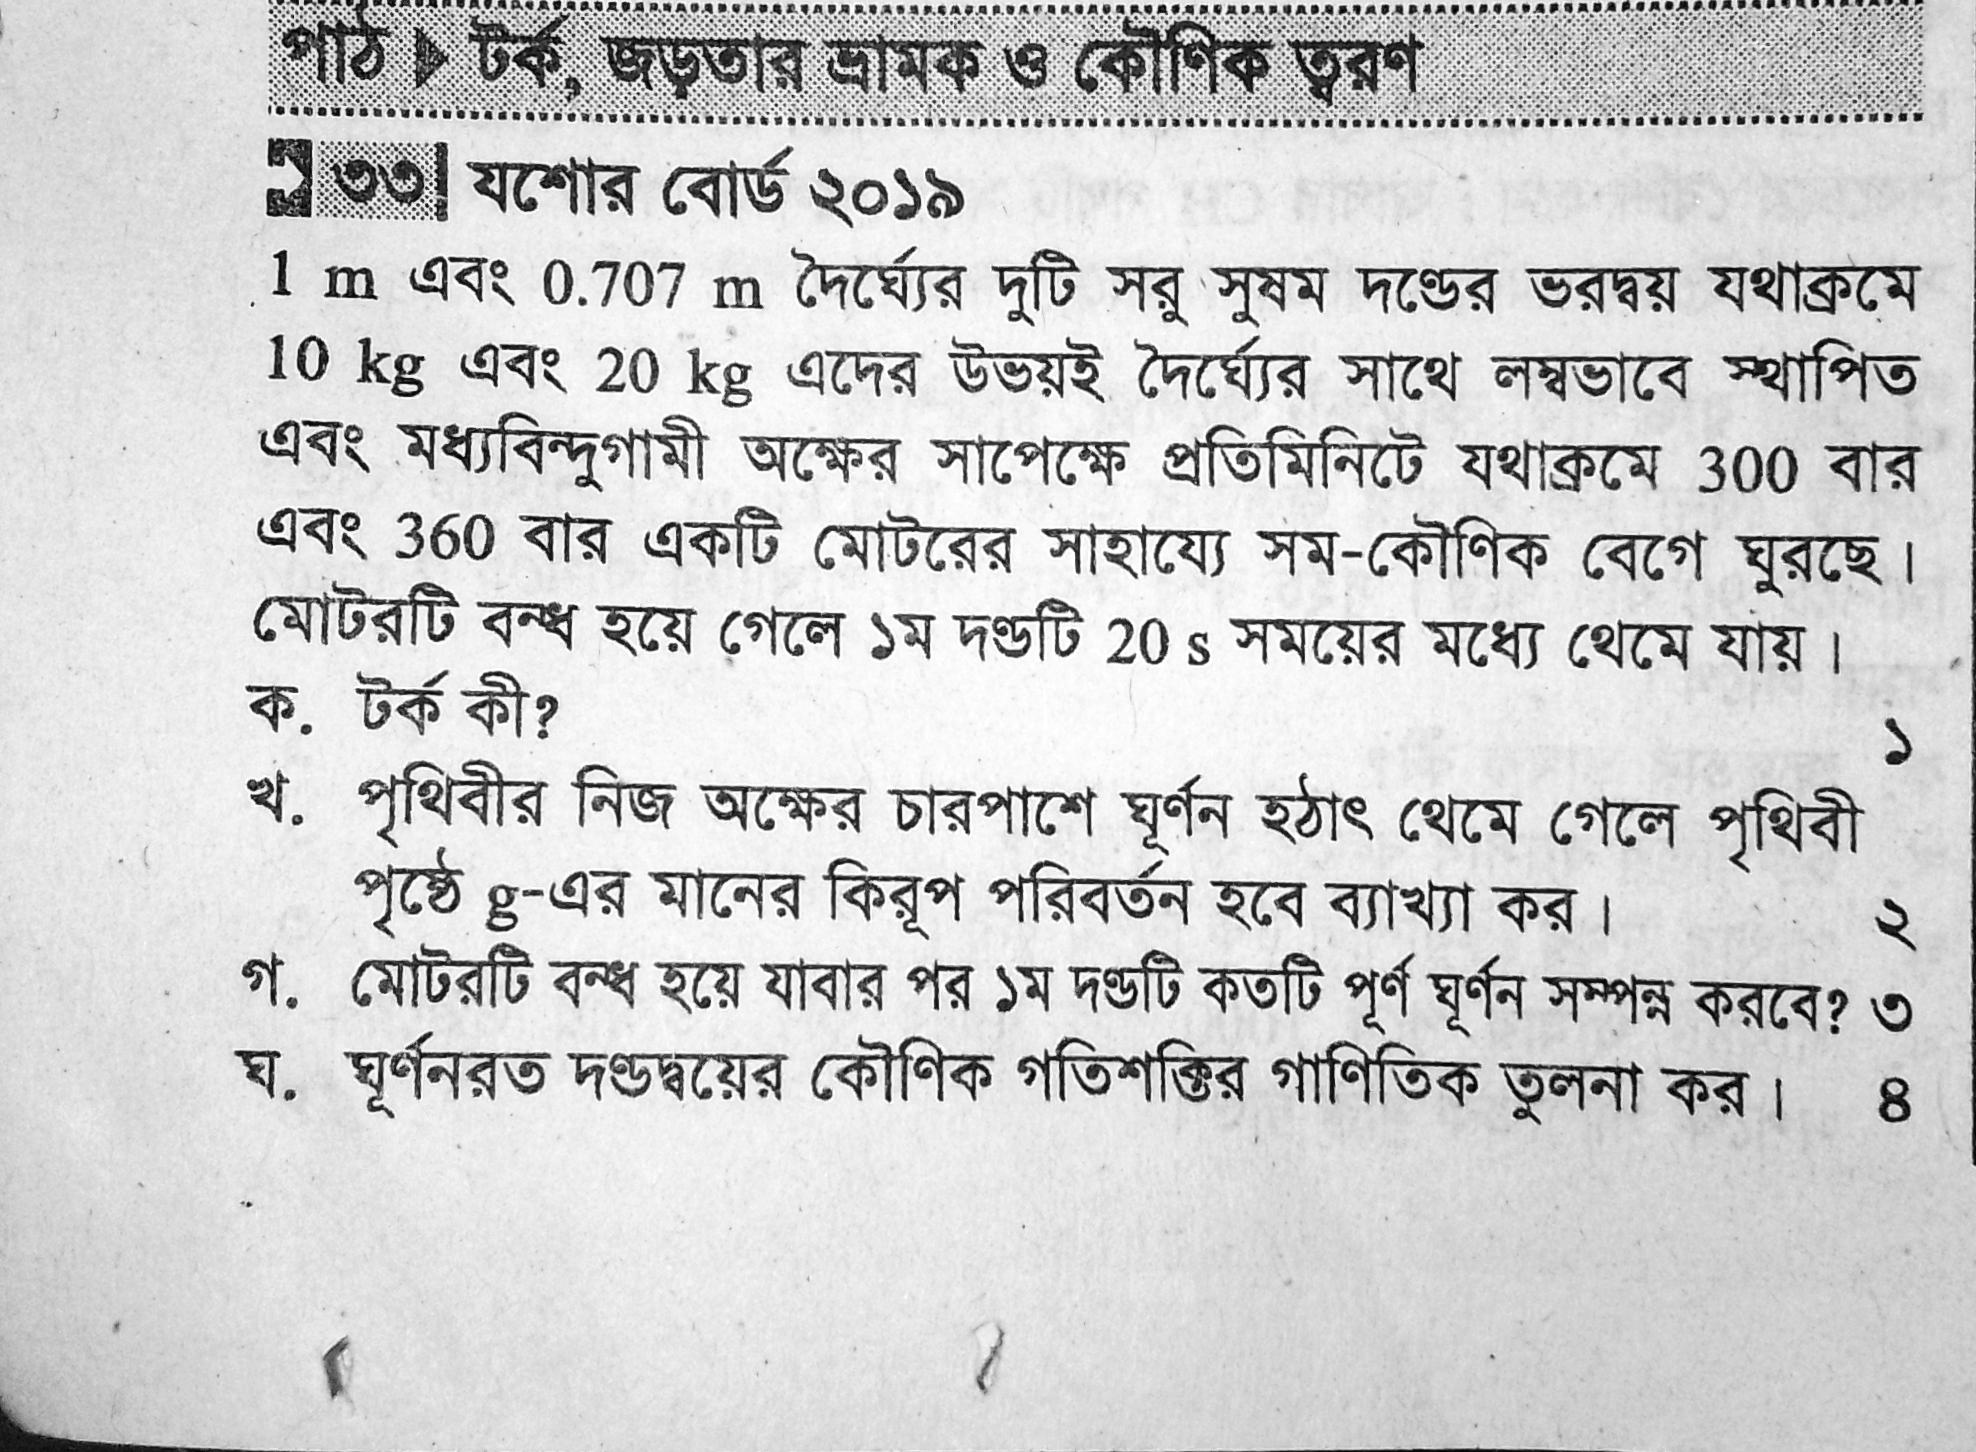 পাঠ ▶ টর্ক, জড়তার ভ্রামক ও কৌণিক ত্বরণ
৩৩ যশোর বোর্ড ২০১৯
1 m এবং 0.707 m দৈর্ঘ্যের দুটি সরু সুষম দণ্ডের ভরদ্বয় যথাক্রমে
10 kg এবং 20 kg এদের উভয়ই দৈর্ঘ্যের সাথে লম্বভাবে স্থাপিত
এবং মধ্যবিন্দুগামী অক্ষের সাপেক্ষে প্রতিমিনিটে যথাক্রমে 300 বার
এবং 360 বার একটি মোটরের সাহায্যে সম-কৌণিক বেগে ঘুরছে।
মোটরটি বন্ধ হয়ে গেলে ১ম দণ্ডটি 20 s সময়ের মধ্যে থেমে যায়।
ক. টর্ক কী? ১
খ. পৃথিবীর নিজ অক্ষের চারপাশে ঘূর্ণন হঠাৎ থেমে গেলে পৃথিবী
পৃষ্ঠে g-এর মানের কিরূপ পরিবর্তন হবে ব্যাখ্যা কর। ২
গ. মোটরটি বন্ধ হয়ে যাবার পর ১ম দণ্ডটি কতটি পূর্ণ ঘূর্ণন সম্পন্ন করবে? ৩
ঘ. ঘূর্ণনরত দণ্ডদ্বয়ের কৌণিক গতিশক্তির গাণিতিক তুলনা কর। ৪